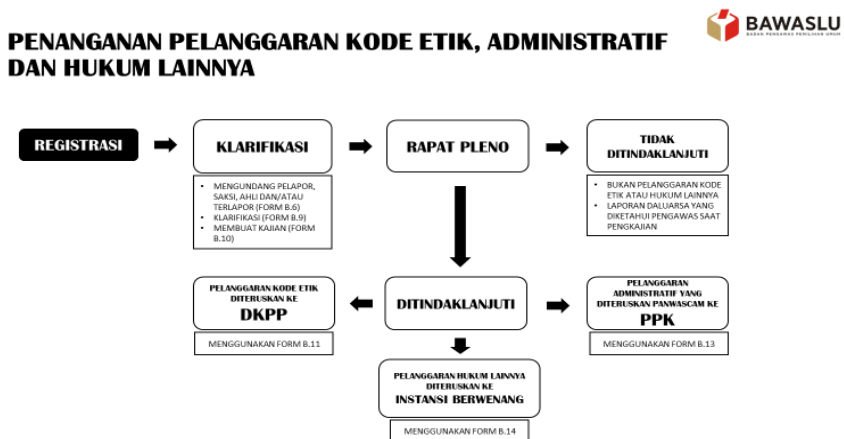 BAWASLU
BADAN PENGAWAS PEMILIHAN UMUM
PENANGANAN PELANGGARAN KODE ETIK, ADMINISTRATIF
DAN HUKUM LAINNYA
REGISTRASI
KLARIFIKASI
• MENGUNDANG PELAPOR,
SAKSI, AHLI DAN/ATAU
TERLAPOR (FORM B.6)
• KLARIFIKASI (FORM B.9)
• MEMBUAT KAJIAN (FORM
B.10)
RAPAT PLENO
TIDAK
DITINDAKLANJUTI
• BUKAN PELANGGARAN KODE
ETIK ATAU HUKUM LAINNYA
• LAPORAN DALUARSA YANG
DIKETAHUI PENGAWAS SAAT
PENGKAJIAN
PELANGGARAN KODE ETIK
DITERUSKAN KE
DKPP
MENGGUNAKAN FORM B.11
DITINDAKLANJUTI
PELANGGARAN
ADMINISTRATIF YANG
DITERUSKAN PANWASCAM KE
PPK
MENGGUNAKAN FORM B.13
PELANGGARAN HUKUM LAINNYA
DITERUSKAN KE
INSTANSI BERWENANG
MENGGUNAKAN FORM B.14